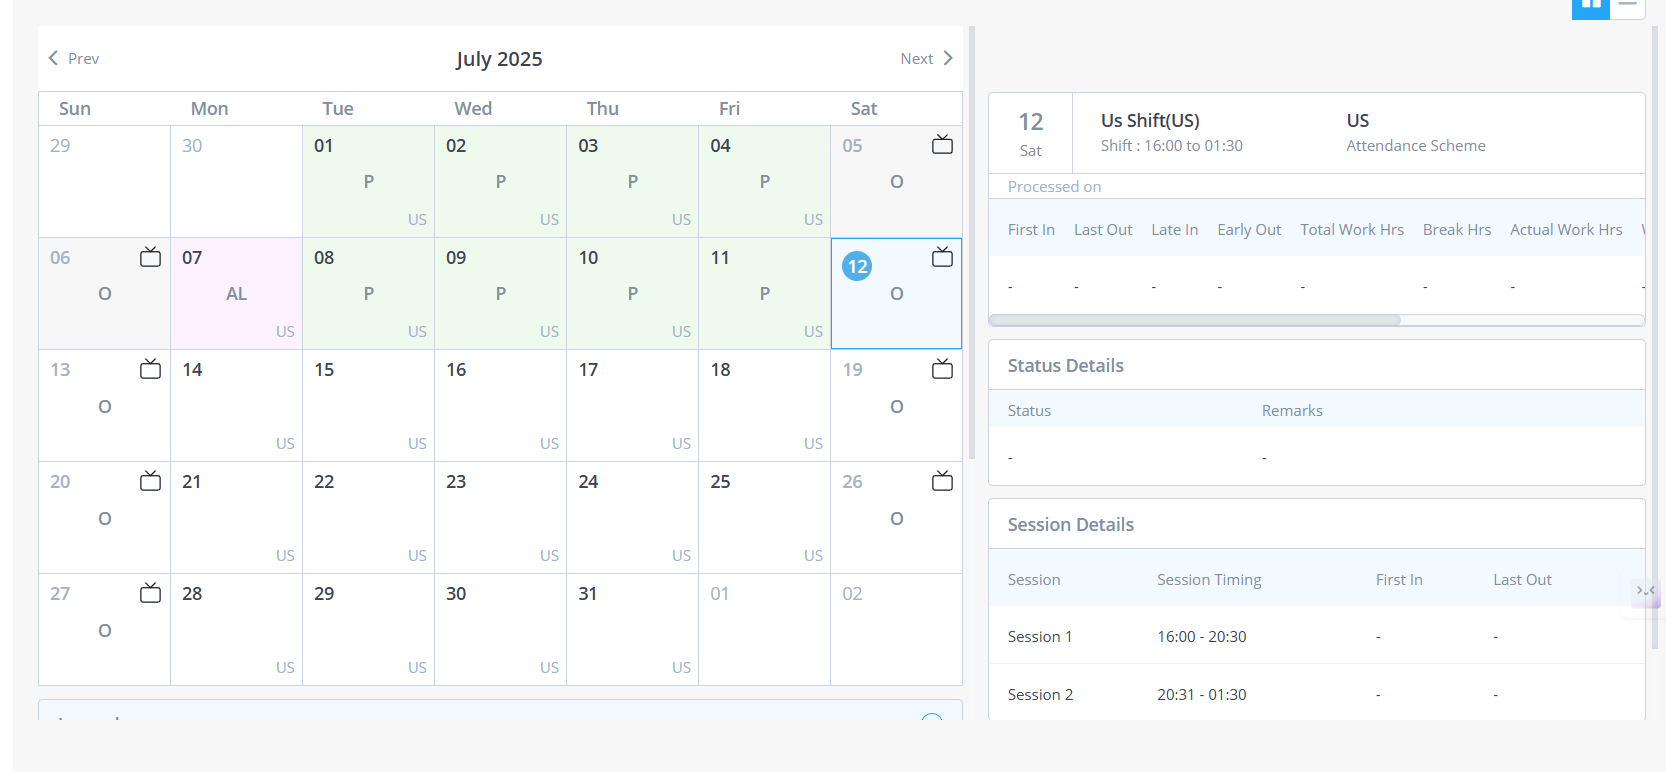 Prev
July 2025
Next
Sun Mon Tue Wed Thu Fri Sat
29 30 01 02 03 04 05
P P P P O
US US US US
06 07 08 09 10 11 12
O AL P P P P O
US US US US US
13 14 15 16 17 18 19
O O
US US US US US
20 21 22 23 24 25 26
O O
US US US US US
27 28 29 30 31 01 02
O
US US US US
12
Sat
Us Shift(US)
Shift : 16:00 to 01:30
US
Attendance Scheme
Processed on
First In Last Out Late In Early Out Total Work Hrs Break Hrs Actual Work Hrs
- - - - - - - -
Status Details
Status Remarks
- -
Session Details
Session Session Timing First In Last Out
Session 1 16:00 - 20:30 - -
Session 2 20:31 - 01:30 - -